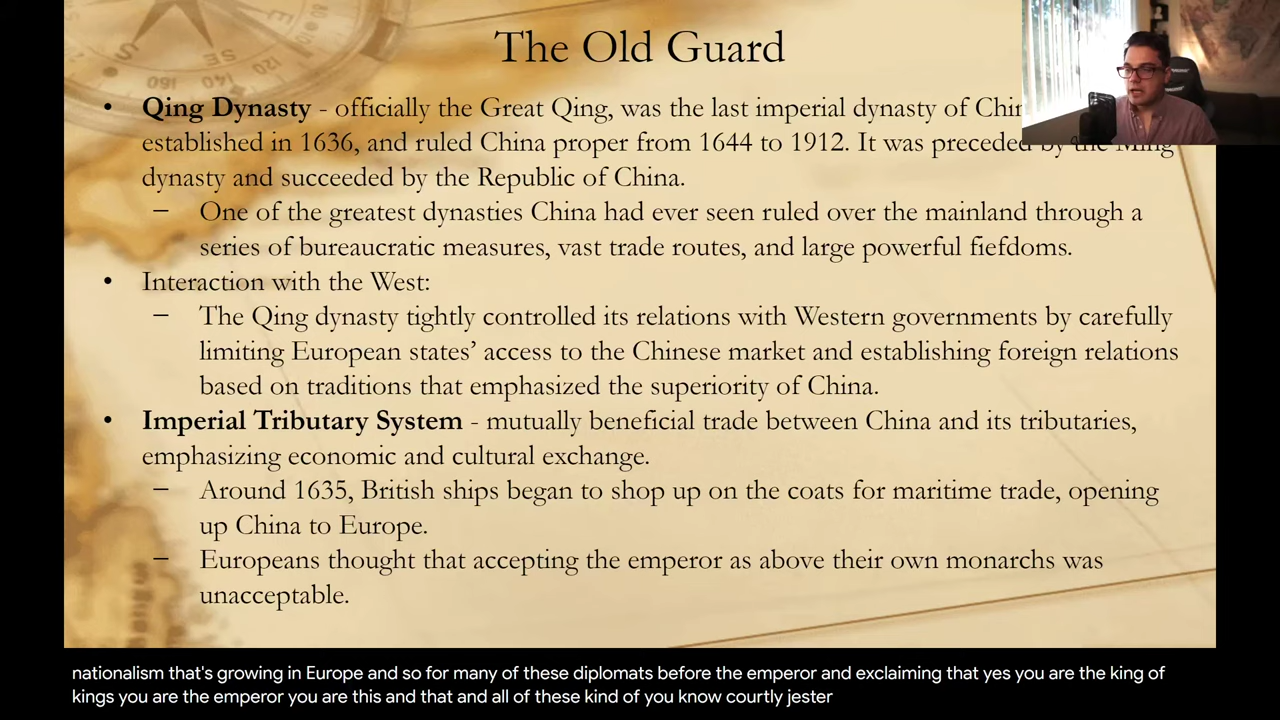 The Old Guard
• Qing Dynasty - officially the Great Qing, was the last imperial dynasty of
established in 1636, and ruled China proper from 1644 to 1912. It was preceded by the Ming
dynasty and succeeded by the Republic of China.
– One of the greatest dynasties China had ever seen ruled over the mainland through a
series of bureaucratic measures, vast trade routes, and large powerful fiefdoms.
• Interaction with the West:
– The Qing dynasty tightly controlled its relations with Western governments by carefully
limiting European states’ access to the Chinese market and establishing foreign relations
based on traditions that emphasized the superiority of China.
• Imperial Tributary System - mutually beneficial trade between China and its tributaries,
emphasizing economic and cultural exchange.
– Around 1635, British ships began to shop up on the coats for maritime trade, opening
up China to Europe.
– Europeans thought that accepting the emperor as above their own monarchs was
unacceptable.
nationalism that's growing in Europe and so for many of these diplomats before the emperor and exclaiming that yes you are the king of
kings you are the emperor you are this and that and all of these kind of you know courtly jester